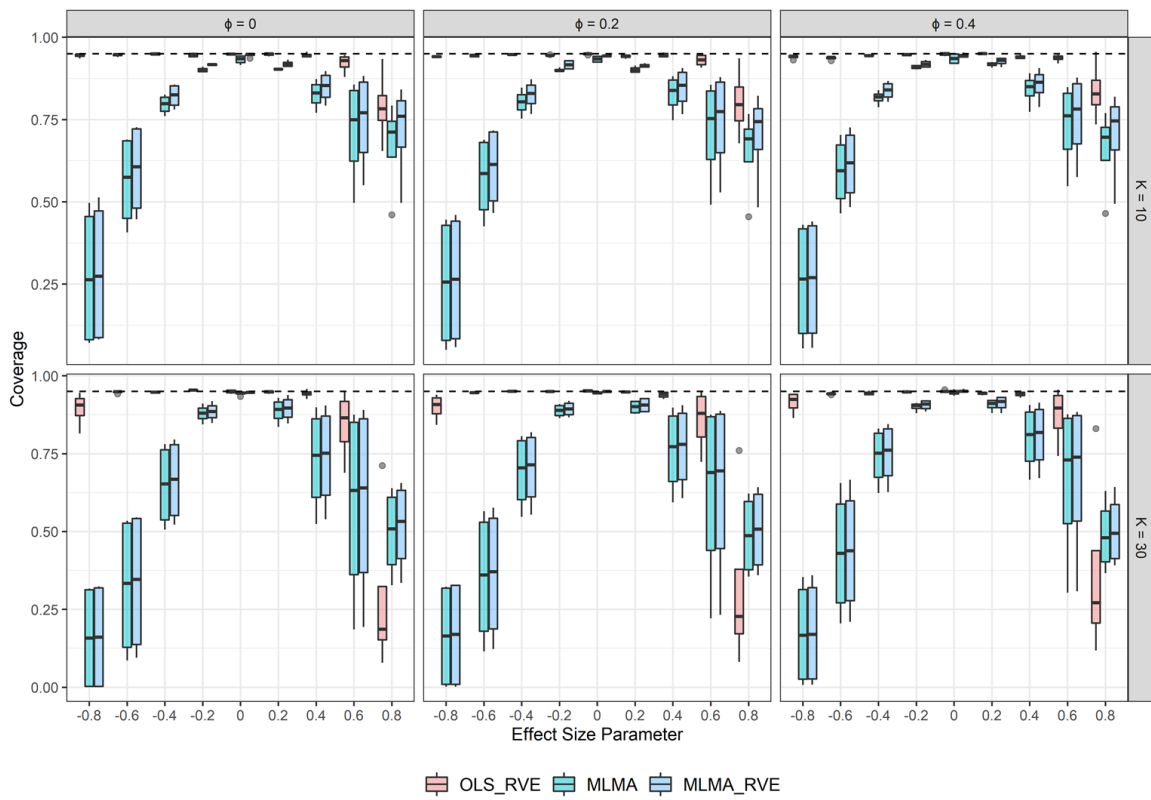 ϕ = 0 ϕ = 0.2 ϕ = 0.4
1.00
0.75
0.50
0.25
K = 10
1.00
0.75
0.50
0.25
0.00
K = 30
Coverage
-0.8 -0.6 -0.4 -0.2 0 0.2 0.4 0.6 0.8 -0.8 -0.6 -0.4 -0.2 0 0.2 0.4 0.6 0.8 -0.8 -0.6 -0.4 -0.2 0 0.2 0.4 0.6 0.8
Effect Size Parameter
OLS_RVE MLMA MLMA_RVE